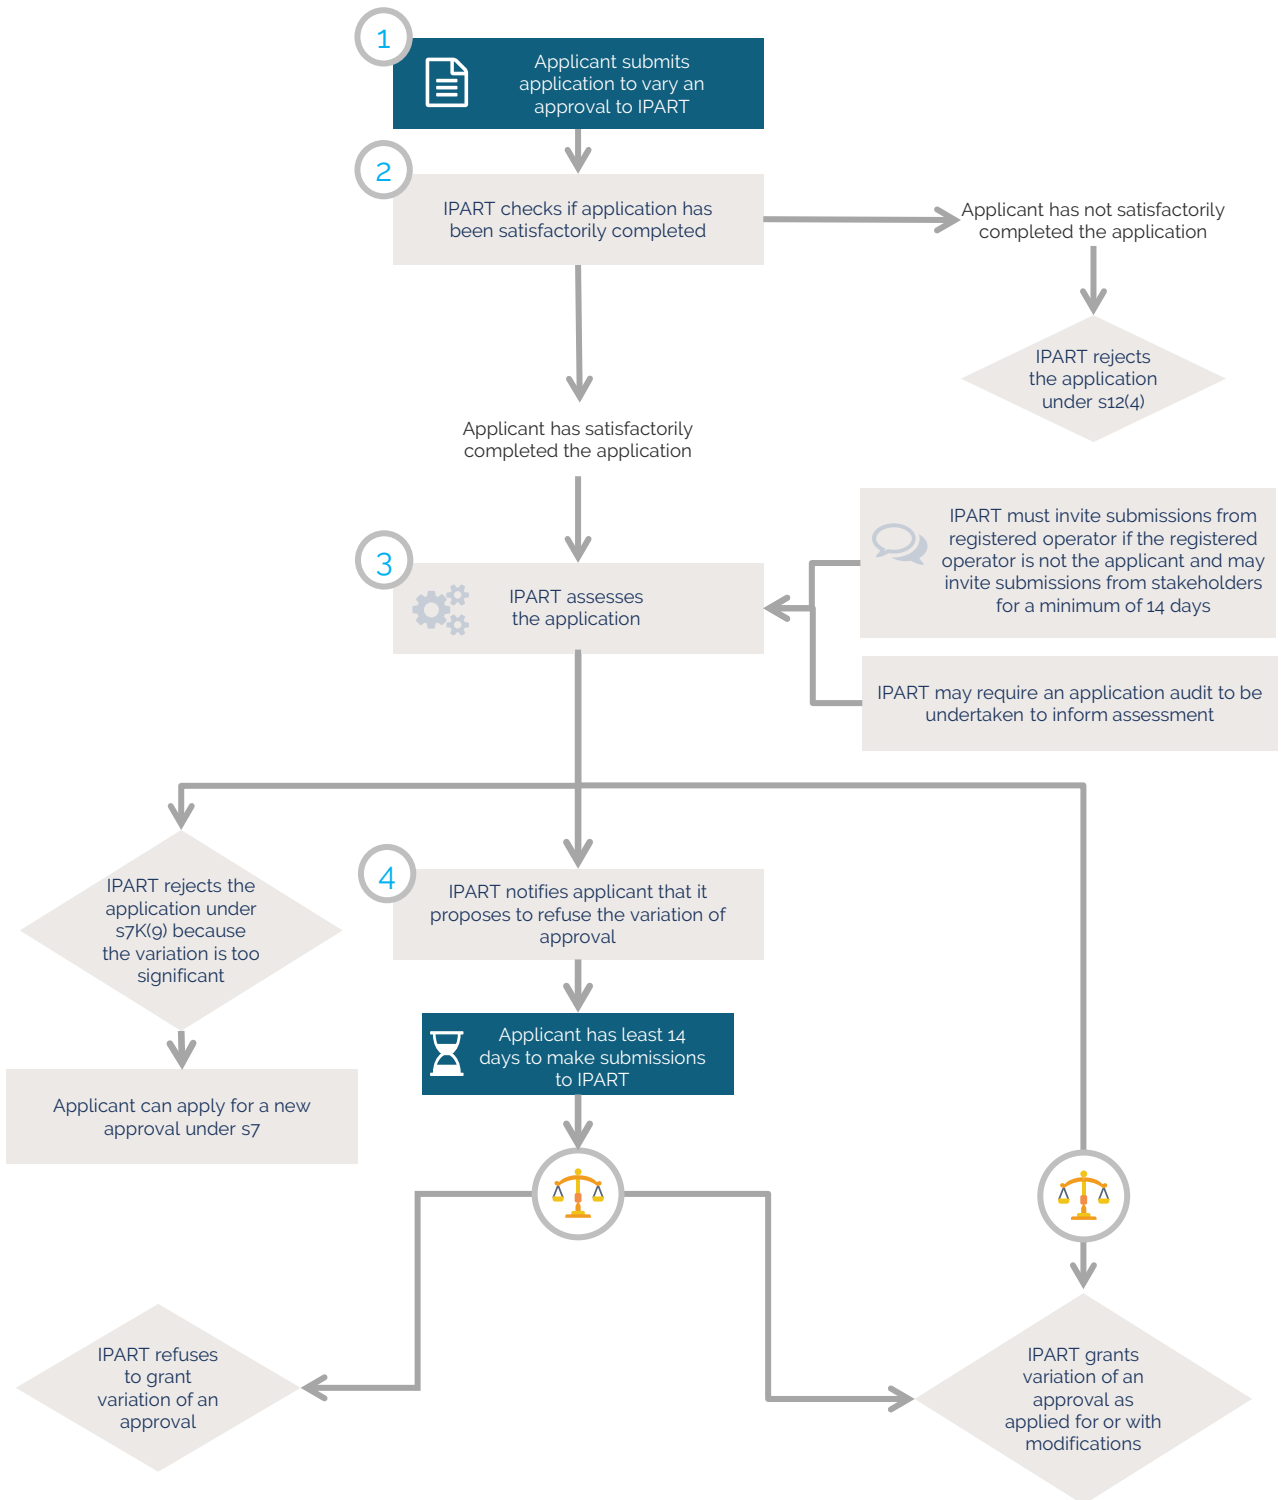 1
Applicant submits
application to vary an
approval to IPART
2
IPART checks if application has
been satisfactorily completed
Applicant has not satisfactorily
completed the application
IPART rejects
the application
under s12(4)
Applicant has satisfactorily
completed the application
IPART must invite submissions from
registered operator if the registered
operator is not the applicant and may
invite submissions from stakeholders
for a minimum of 14 days
3
IPART assesses
the application
IPART may require an application audit to be
undertaken to inform assessment
IPART rejects the
application under
s7K(9) because
the variation is too
significant
4
IPART notifies applicant that it
proposes to refuse the variation of
approval
Applicant has least 14
days to make submissions
to IPART
Applicant can apply for a new
approval under s7
IPART refuses
to grant
variation of an
approval
IPART grants
variation of an
approval as
applied for or with
modifications